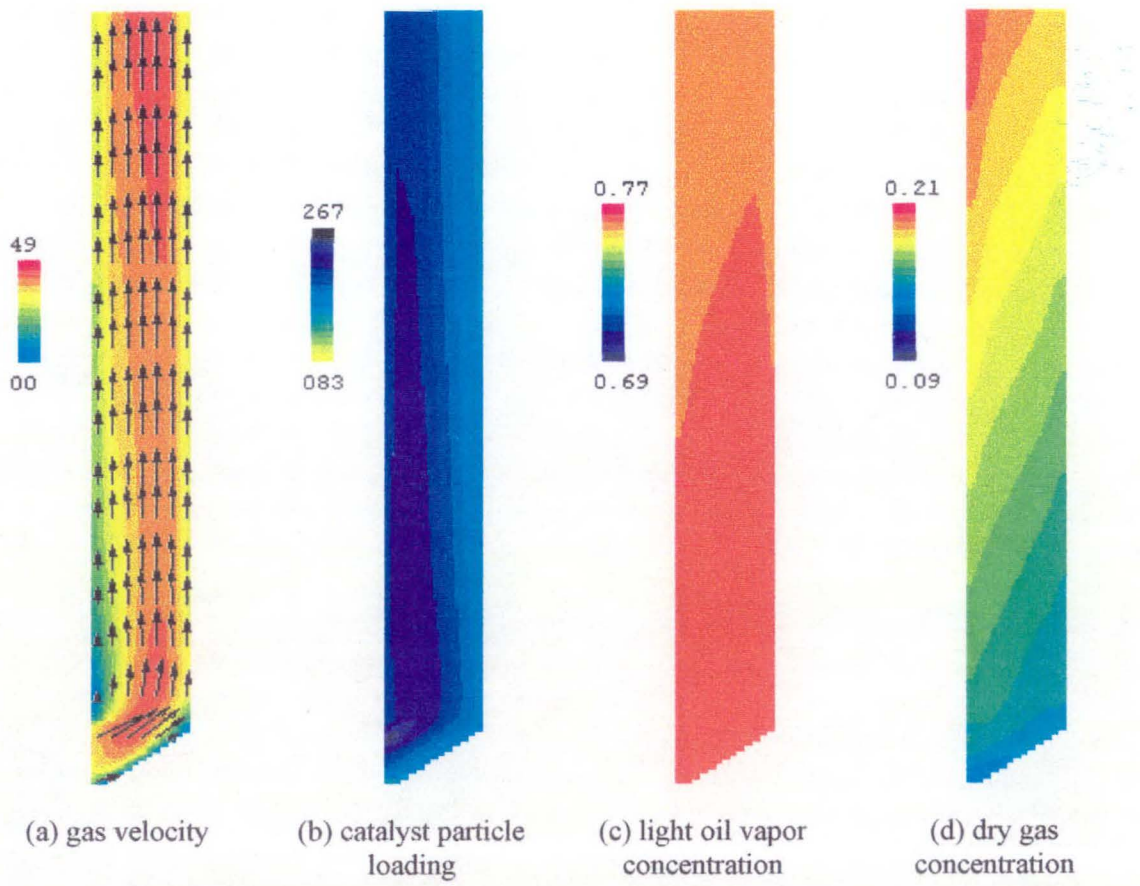 49
00
267
083
0.77
0.69
0.21
0.09
(a) gas velocity
(b) catalyst particle
loading
(c) light oil vapor
concentration
(d) dry gas
concentration